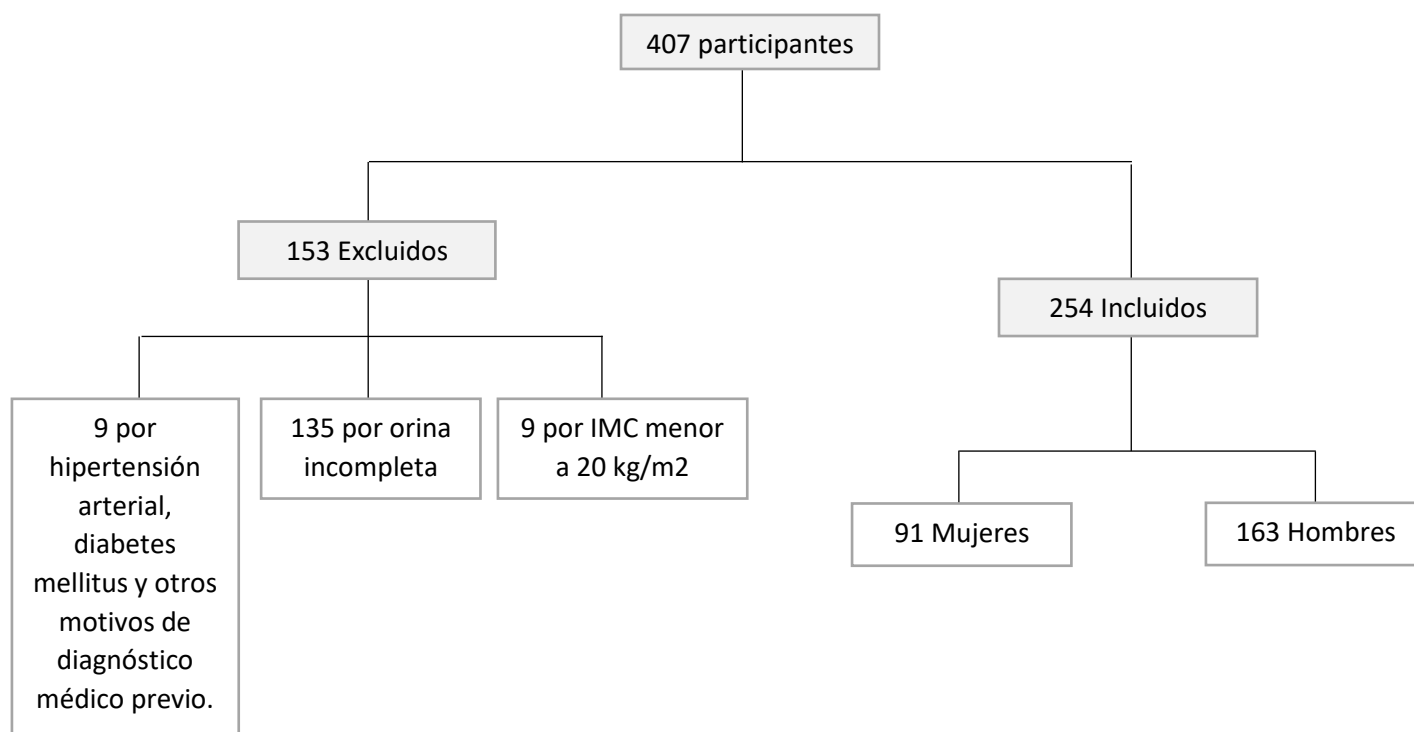 407 participantes
153 Excluidos
254 Incluidos
9 por
hipertensión
arterial,
diabetes
mellitus y otros
motivos de
diagnóstico
médico previo.
135 por orina
incompleta
9 por IMC menor
a 20 kg/m2
91 Mujeres
163 Hombres